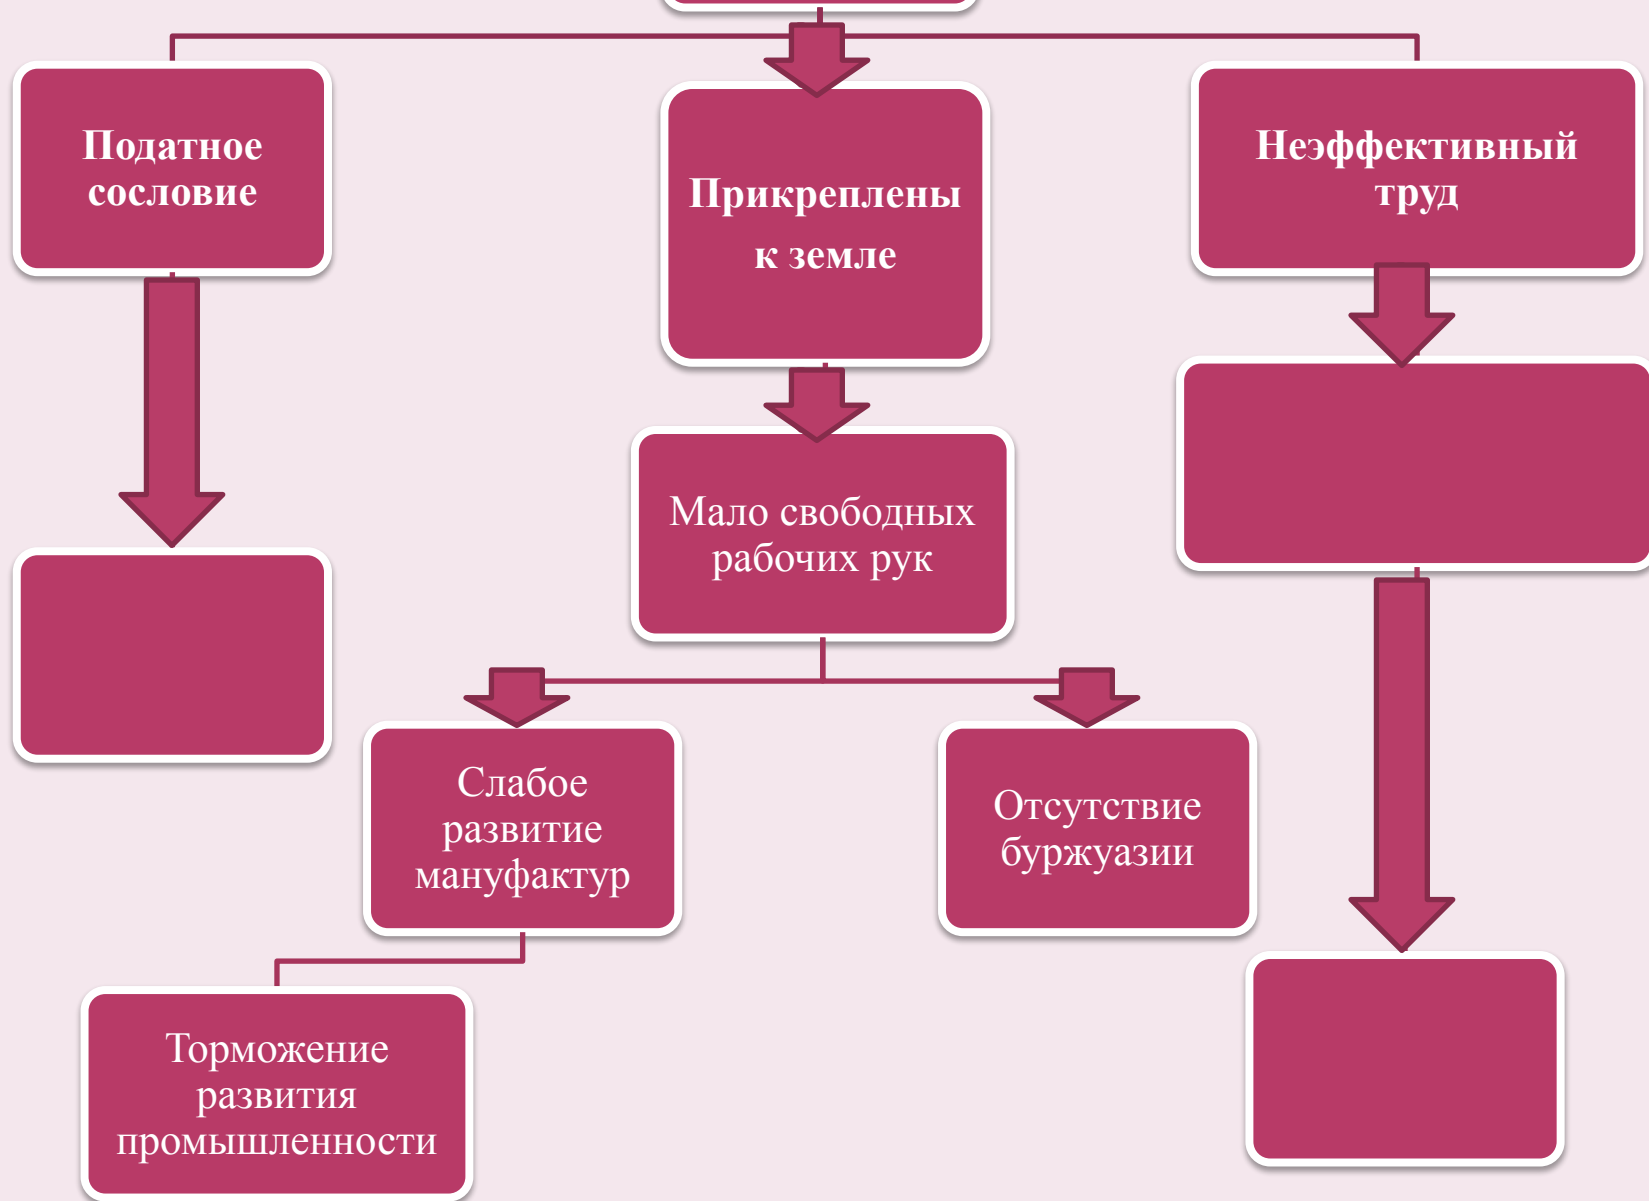 Податное
сословие
Прикреплены
к земле
Неэффективный
труд
Мало свободных
рабочих рук
Слабое
развитие
мануфактур
Отсутствие
буржуазии
Торможение
развития
промышленности